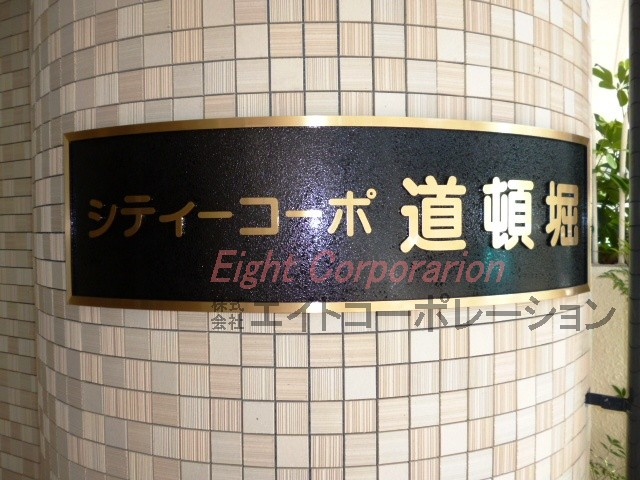 シティーコーポ 道頓堀
Eight Corporarion
株式会社エイトコーポレーション